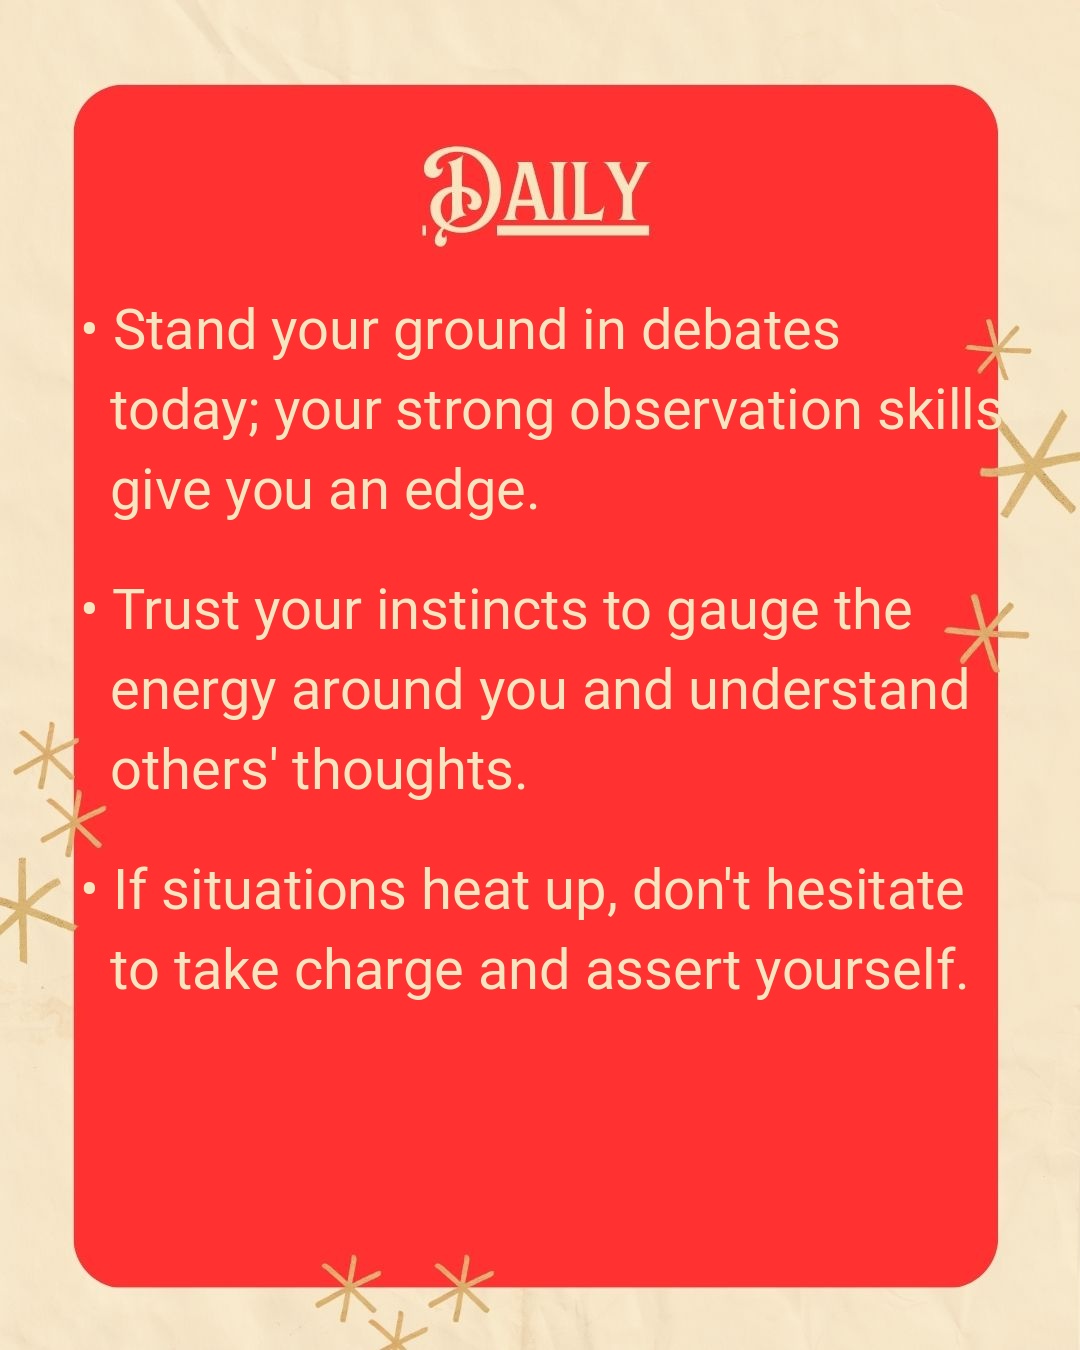 Daily
• Stand your ground in debates
today; your strong observation skills
give you an edge.
• Trust your instincts to gauge the
energy around you and understand
others' thoughts.
• If situations heat up, don't hesitate
to take charge and assert yourself.